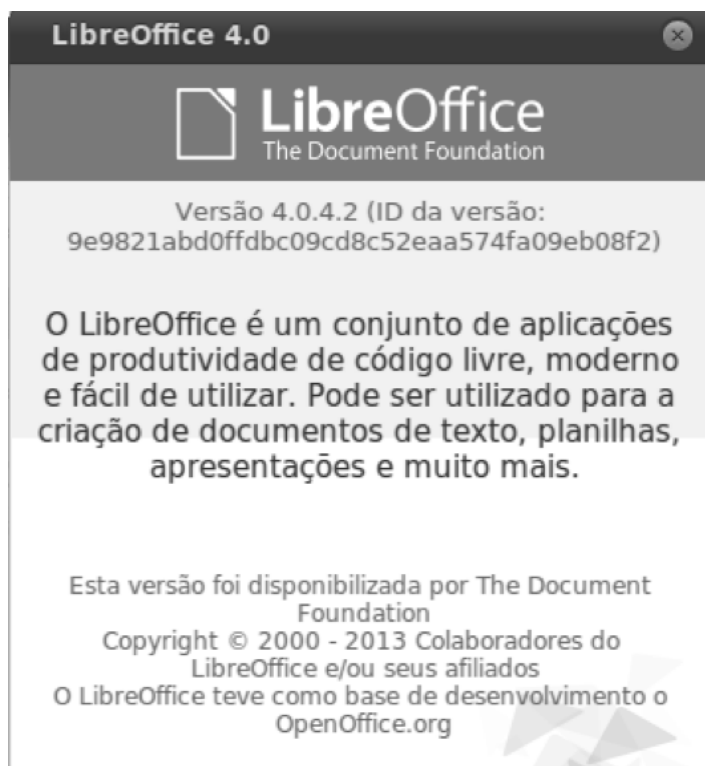 LibreOffice 4.0
LibreOffice
The Document Foundation
Versão 4.0.4.2 (ID da versão:
9e9821abd0ffdbc09cd8c52eaa574fa09eb08f2)
O LibreOffice é um conjunto de aplicações
de produtividade de código livre, moderno
e fácil de utilizar. Pode ser utilizado para a
criação de documentos de texto, planilhas,
apresentações e muito mais.
Esta versão foi disponibilizada por The Document
Foundation
Copyright © 2000 - 2013 Colaboradores do
LibreOffice e/ou seus afiliados
O LibreOffice teve como base de desenvolvimento o
OpenOffice.org